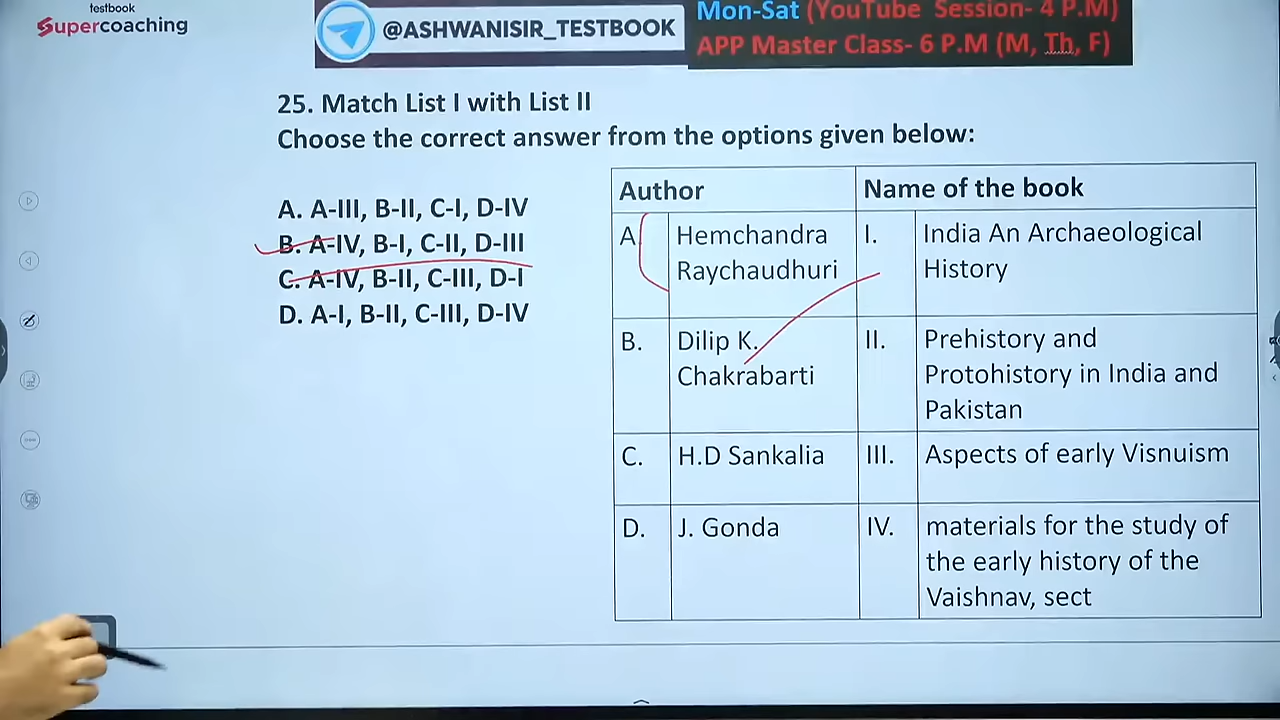 testbook
Supercoaching
@ASHWANISIR_TESTBOOK
Mon-Sat (YouTube Session- 4 P.M)
APP Master Class- 6 P.M (M, Th, F)
25. Match List I with List II
Choose the correct answer from the options given below:
A. A-III, B-II, C-I, D-IV
B. A-IV, B-I, C-II, D-III
C. A-IV, B-II, C-III, D-I
D. A-I, B-II, C-III, D-IV
Author
Name of the book
A
Hemchandra
Raychaudhuri
I.
India An Archaeological
History
B.
Dilip K.
Chakrabarti
II.
Prehistory and
Protohistory in India and
Pakistan
C.
H.D Sankalia
III.
Aspects of early Visnuism
D.
J. Gonda
IV.
materials for the study of
the early history of the
Vaishnav, sect